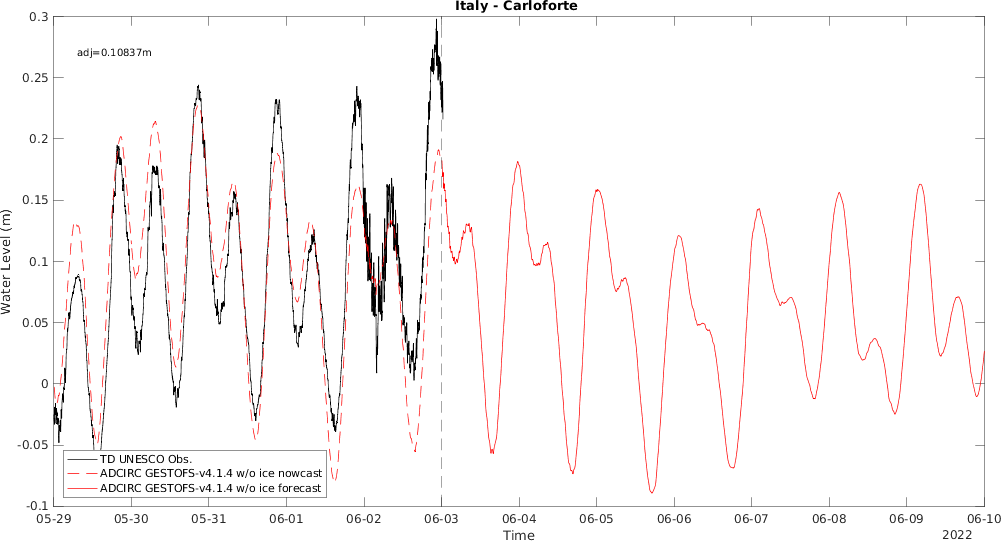 Italy - Carloforte
adj=0.10837m
0.3
0.25
0.2
0.15
0.1
0.05
0
-0.05
-0.1
Water Level (m)
TD UNESCO Obs.
ADCIRC GESTOFS-v4.1.4 w/o ice nowcast
ADCIRC GESTOFS-v4.1.4 w/o ice forecast
05-29 05-30 05-31 06-01 06-02 06-03 06-04 06-05 06-06 06-07 06-08 06-09 06-10
Time
2022